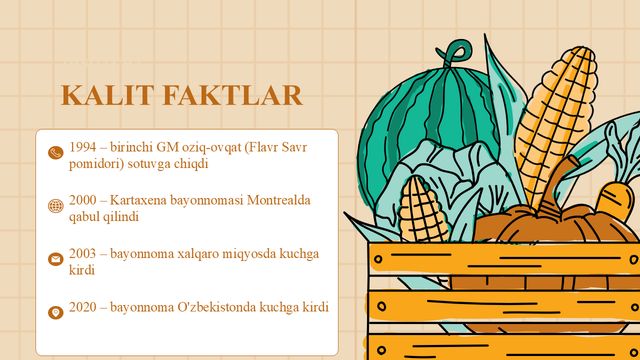 KALIT FAKTLAR
1994 – birinchi GM oziq-ovqat (Flavr Savr
pomidori) sotuvga chiqdi
2000 – Kartaxena bayonnomasi Montrealda
qabul qilindi
2003 – bayonnoma xalqaro miqyosda kuchga
kirdi
2020 – bayonnoma O'zbekistonda kuchga kirdi